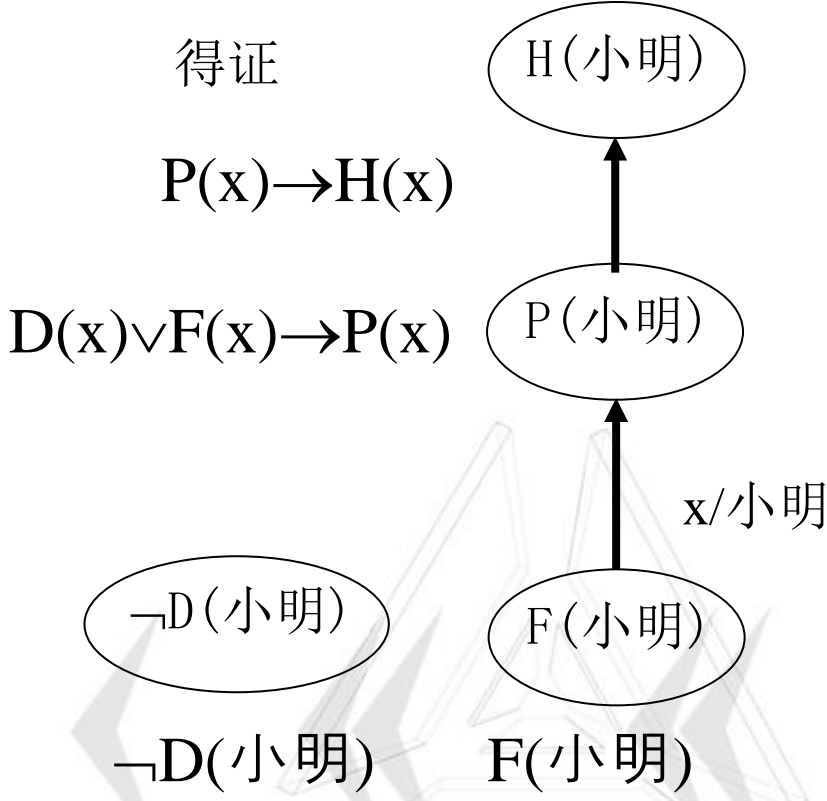 得证
H(小明)
P(x)→H(x)
D(x)∨F(x)→P(x)
P(小明)
x/小明
¬D(小明)
F(小明)
¬D(小明)
F(小明)